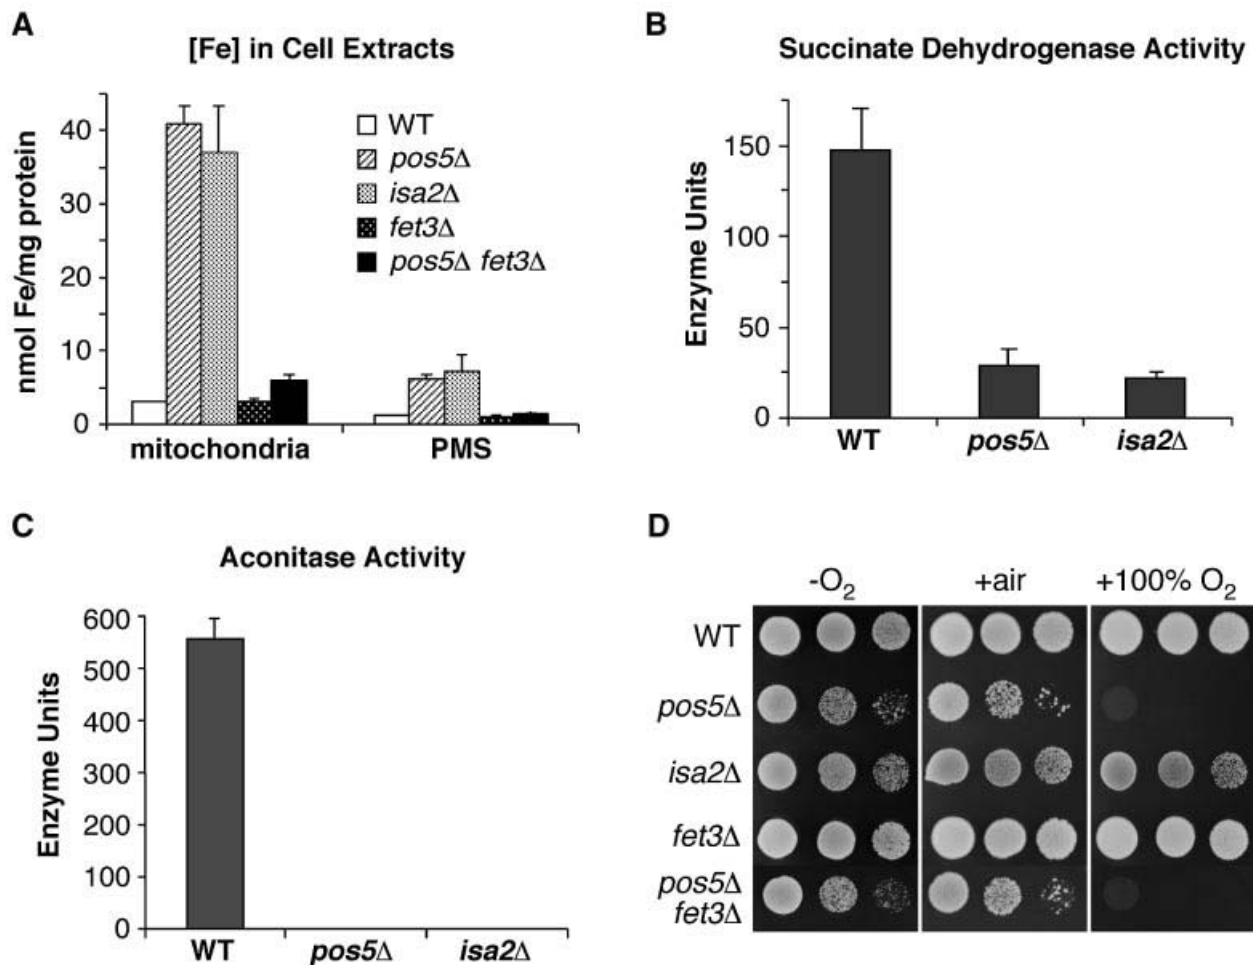 A
[Fe] in Cell Extracts
nmol Fe/mg protein
40
30
20
10
0
WT
pos5Δ
isa2Δ
fet3Δ
pos5Δ fet3Δ
mitochondria
PMS
B
Succinate Dehydrogenase Activity
Enzyme Units
150
100
50
0
WT
pos5Δ
isa2Δ
C
Aconitase Activity
Enzyme Units
600
500
400
300
200
100
0
WT
pos5Δ
isa2Δ
D
-O₂
+air
+100% O₂
WT
pos5Δ
isa2Δ
fet3Δ
pos5Δ
fet3Δ